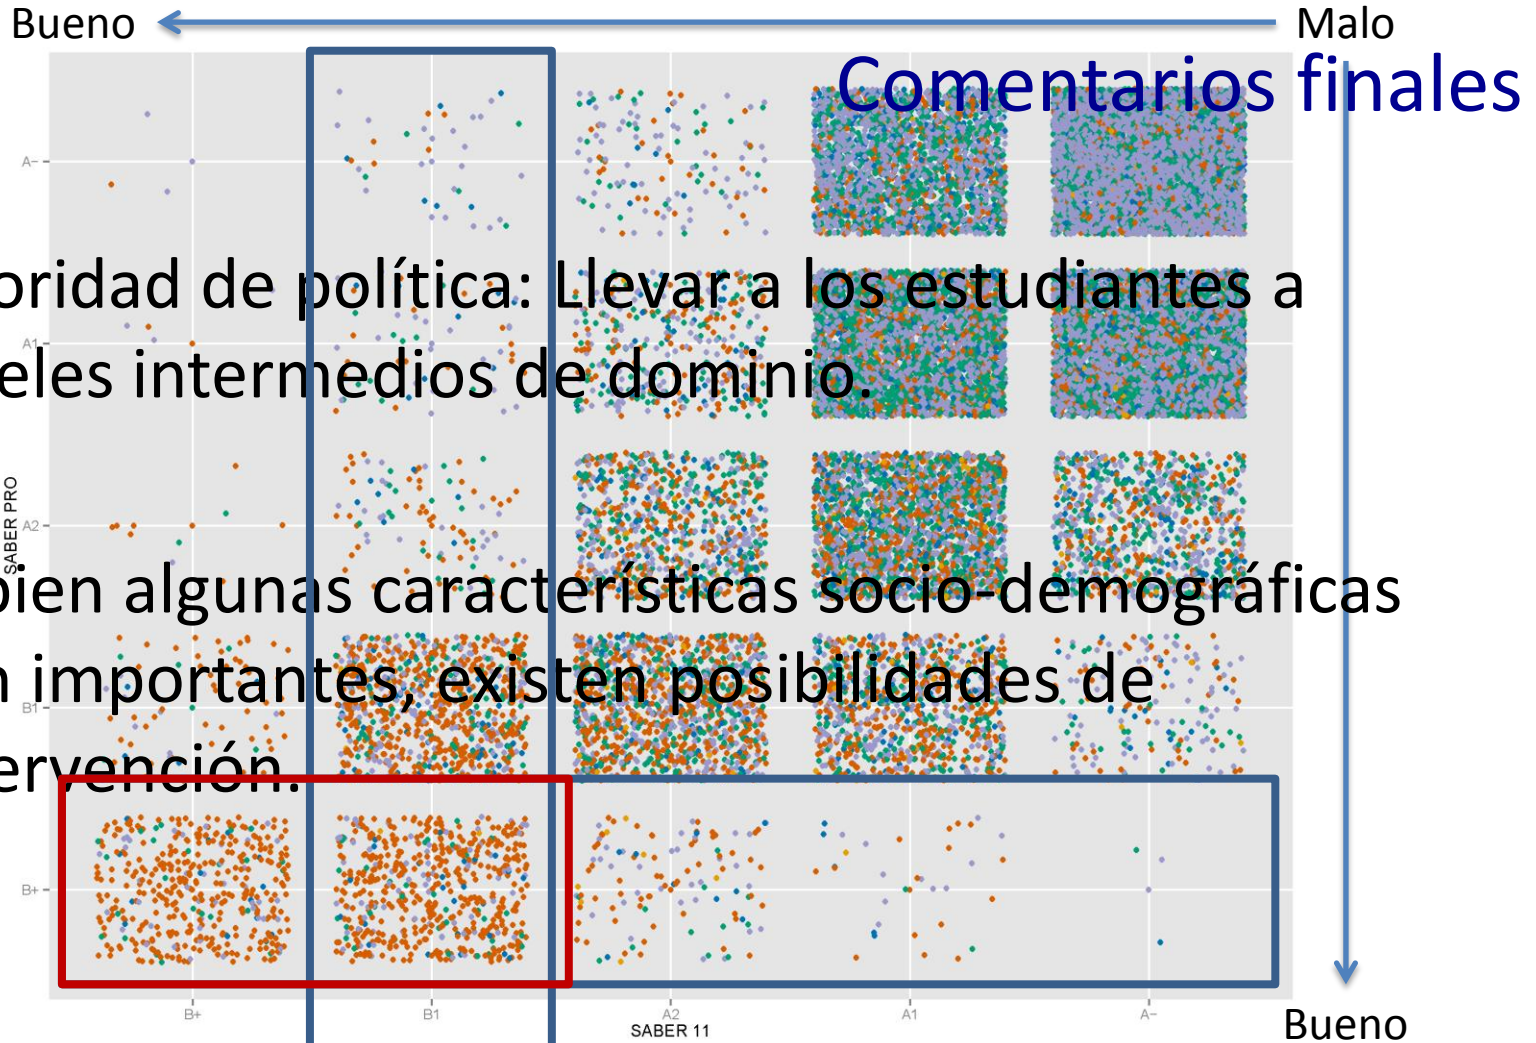 Bueno
Malo
Comentarios finales
oridad de política: Llevar a los estudiantes a
eles intermedios de dominio.
bien algunas características socio-demográficas
n importantes, existen posibilidades de
ervención.
SABER PRO
A-
A1
A2
B1
B+
B+
B1
A2
A1
A-
SABER 11
Bueno